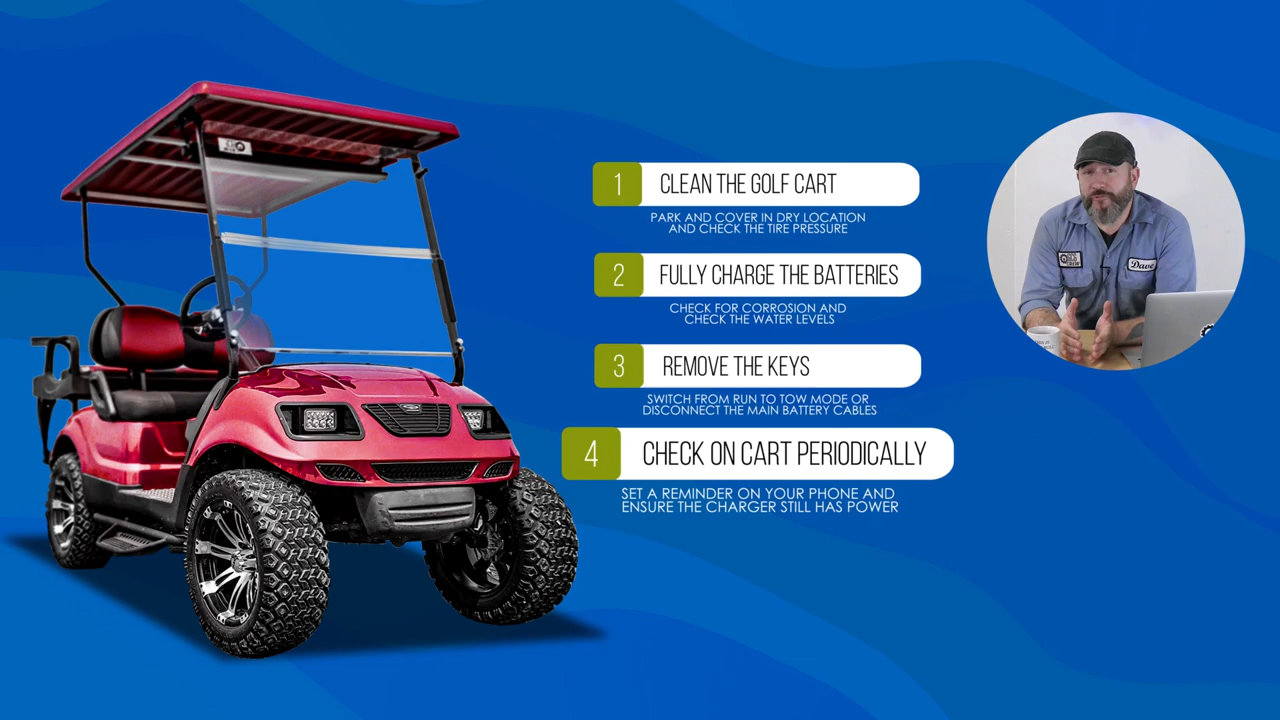 1 CLEAN THE GOLF CART
PARK AND COVER IN DRY LOCATION
AND CHECK THE TIRE PRESSURE
2 FULLY CHARGE THE BATTERIES
CHECK FOR CORROSION AND
CHECK THE WATER LEVELS
3 REMOVE THE KEYS
SWITCH FROM RUN TO TOW MODE OR
DISCONNECT THE MAIN BATTERY CABLES
4 CHECK ON CART PERIODICALLY
SET A REMINDER ON YOUR PHONE AND
ENSURE THE CHARGER STILL HAS POWER
Dave